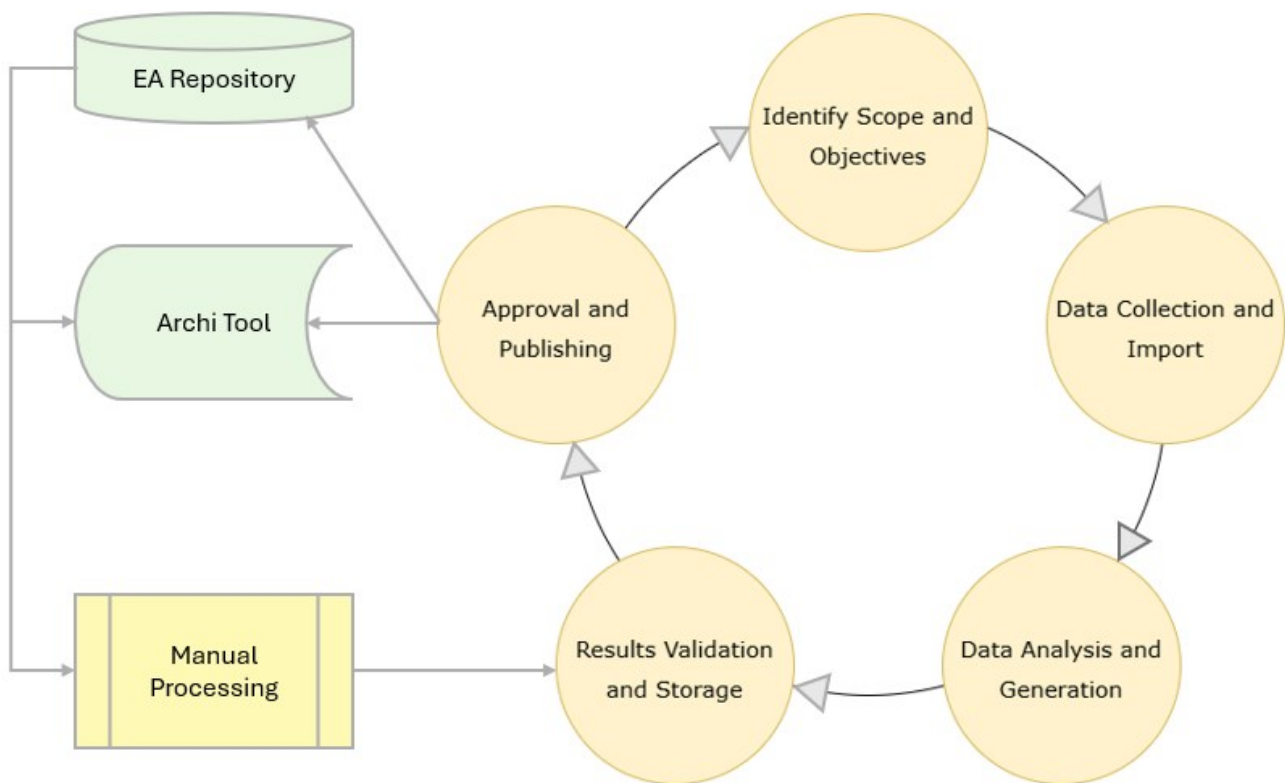 EA Repository
Identify Scope and
Objectives
Archi Tool
Approval and
Publishing
Data Collection and
Import
Manual
Processing
Results Validation
and Storage
Data Analysis and
Generation